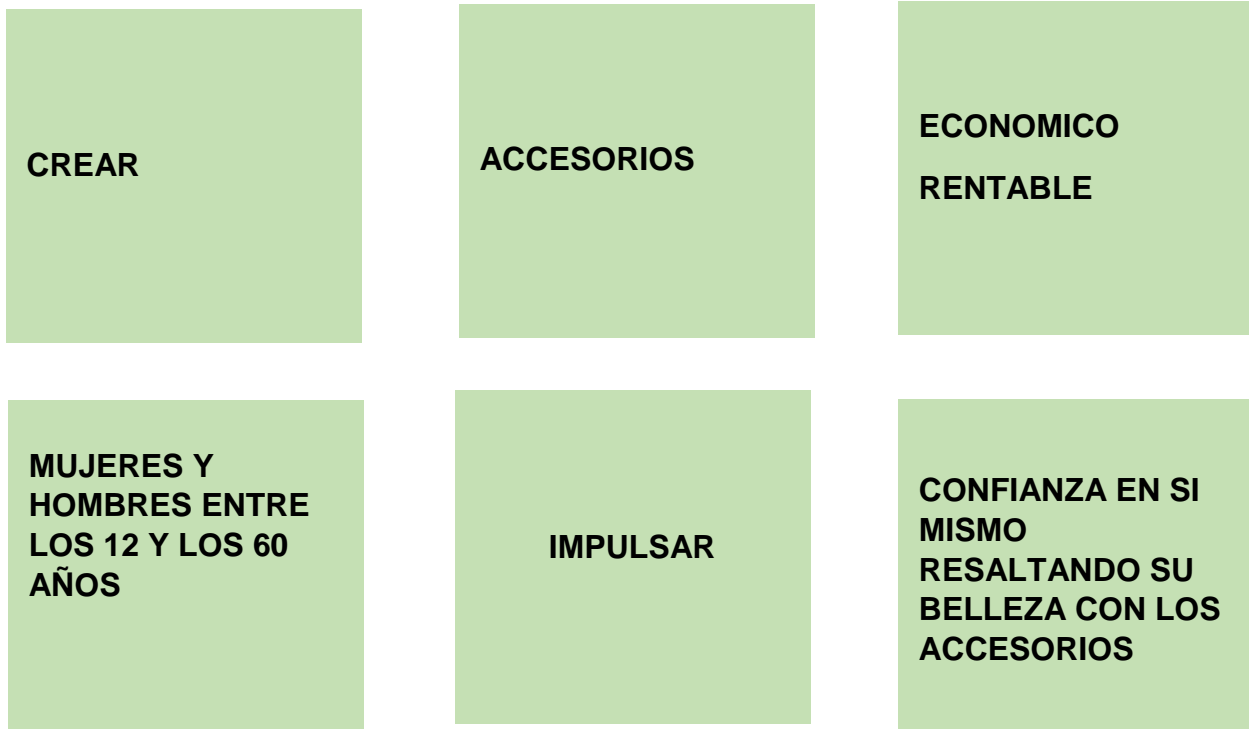 CREAR
ACCESORIOS
ECONOMICO
RENTABLE
MUJERES Y
HOMBRES ENTRE
LOS 12 Y LOS 60
AÑOS
IMPULSAR
CONFIANZA EN SI
MISMO
RESALTANDO SU
BELLEZA CON LOS
ACCESORIOS